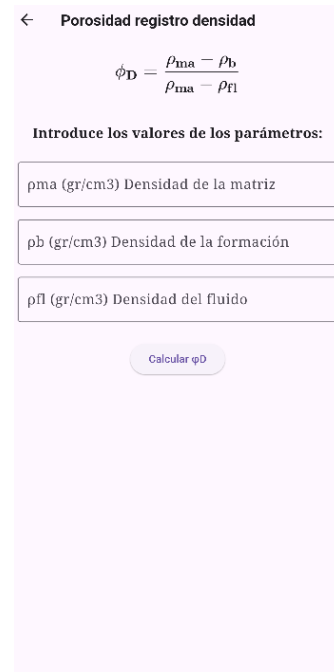 ← Porosidad registro densidad
ϕD = (ρma − ρb) / (ρma − ρfl)
Introduce los valores de los parámetros:
ρma (gr/cm3) Densidad de la matriz
ρb (gr/cm3) Densidad de la formación
ρfl (gr/cm3) Densidad del fluido
Calcular φD